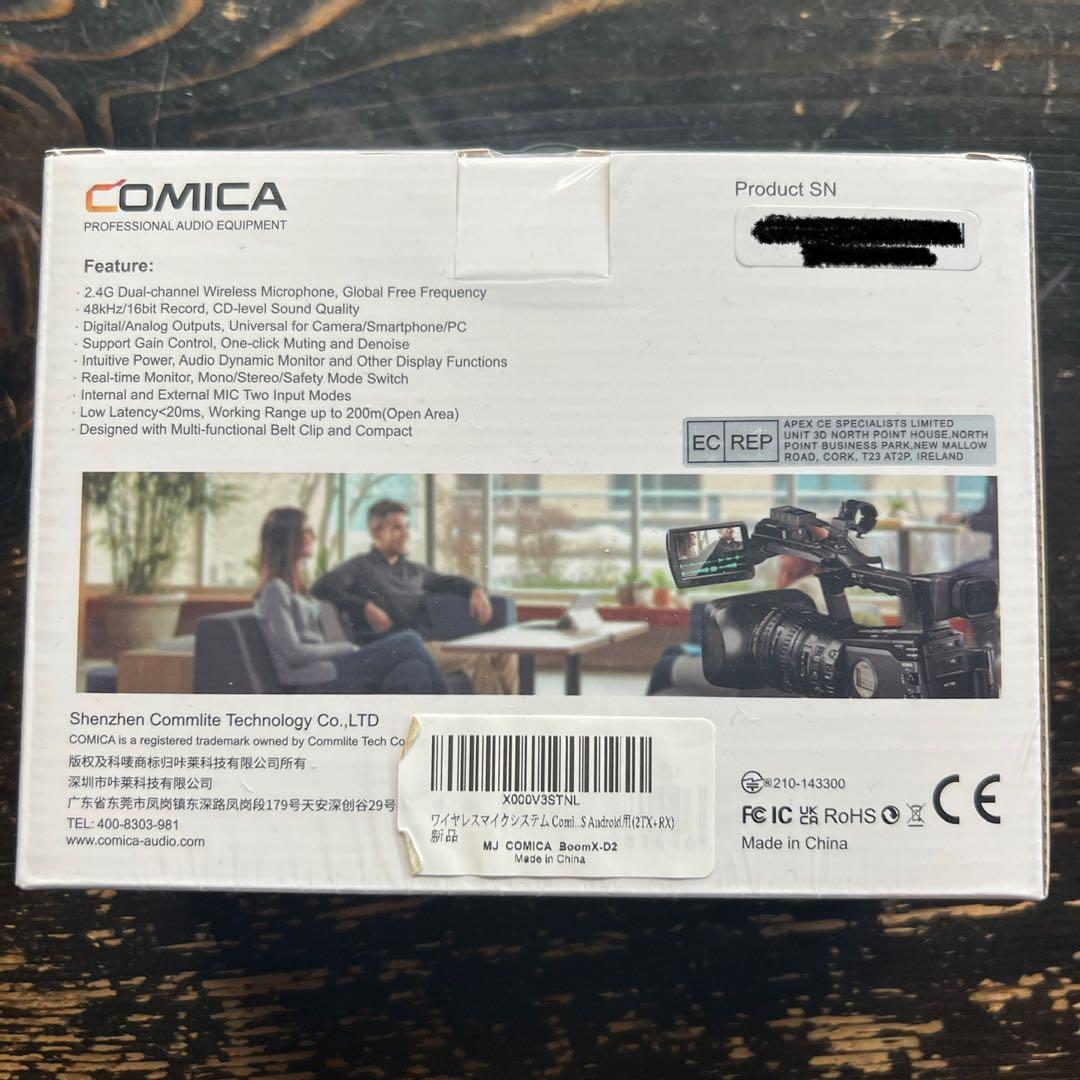 COMICA
PROFESSIONAL AUDIO EQUIPMENT
Product SN
Feature:
· 2.4G Dual-channel Wireless Microphone, Global Free Frequency
· 48kHz/16bit Record, CD-level Sound Quality
· Digital/Analog Outputs, Universal for Camera/Smartphone/PC
· Support Gain Control, One-click Muting and Denoise
· Intuitive Power, Audio Dynamic Monitor and Other Display Functions
· Real-time Monitor, Mono/Stereo/Safety Mode Switch
· Internal and External MIC Two Input Modes
· Low Latency<20ms, Working Range up to 200m(Open Area)
· Designed with Multi-functional Belt Clip and Compact
EC REP
APEX CE SPECIALISTS LIMITED
UNIT 3D NORTH POINT HOUSE,NORTH
POINT BUSINESS PARK,NEW MALLOW
ROAD, CORK, T23 AT2P, IRELAND
Shenzhen Commlite Technology Co.,LTD
COMICA is a registered trademark owned by Commlite Tech Co
版权及科唛商标归咔莱科技有限公司所有
深圳市咔莱科技有限公司
广东省东莞市凤岗镇东深路凤岗段179号天安深创谷29号
TEL: 400-8303-981
www.comica-audio.com
X000V3STNL
ワイヤレスマイクシステム Comi...S Android用(2TX+RX)
新品
MJ COMICA BoomX-D2
Made in China
R 210-143300
FC IC UK CA RoHS CE
Made in China